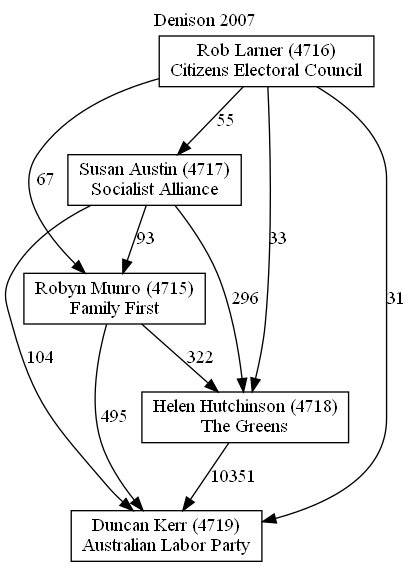 Denison 2007
Rob Larner (4716)
Citizens Electoral Council
55
Susan Austin (4717)
Socialist Alliance
67
93
33
Robyn Munro (4715)
Family First
296
31
104
322
Helen Hutchinson (4718)
The Greens
495
10351
Duncan Kerr (4719)
Australian Labor Party